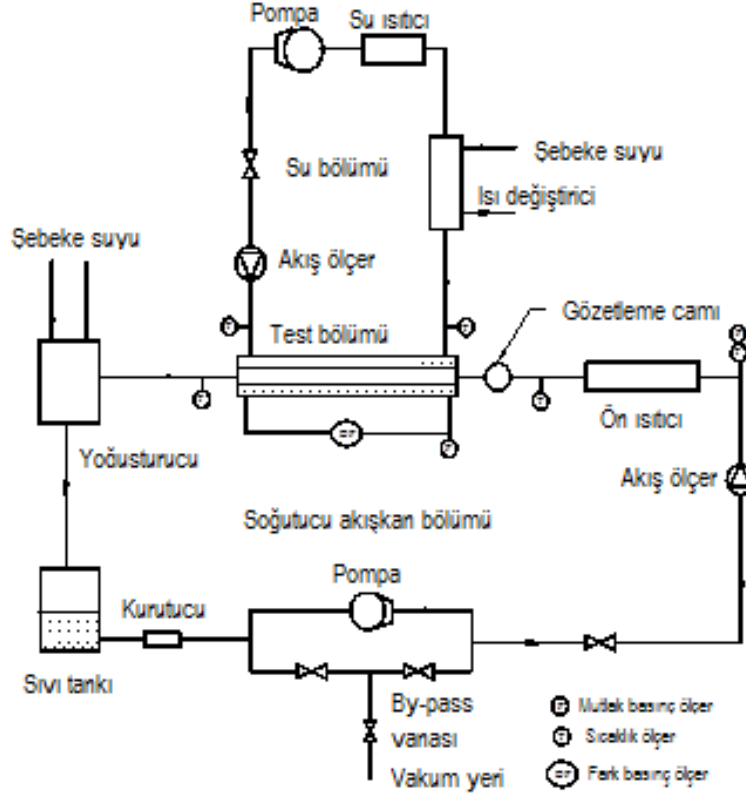 Pompa
Su ısıtıcı
Şebeke suyu
Su bölümü
Isı değiştirici
Şebeke suyu
Akış ölçer
Gözetleme camı
Test bölümü
Ön ısıtıcı
Yoğusturucu
Akış ölçer
Soğutucu akışkan bölümü
Pompa
Kurutucu
Sıvı tankı
By-pass
vanası
Vakum yeri
Mutlak basınç ölçer
Sıcaklık ölçer
Fark basınç ölçer